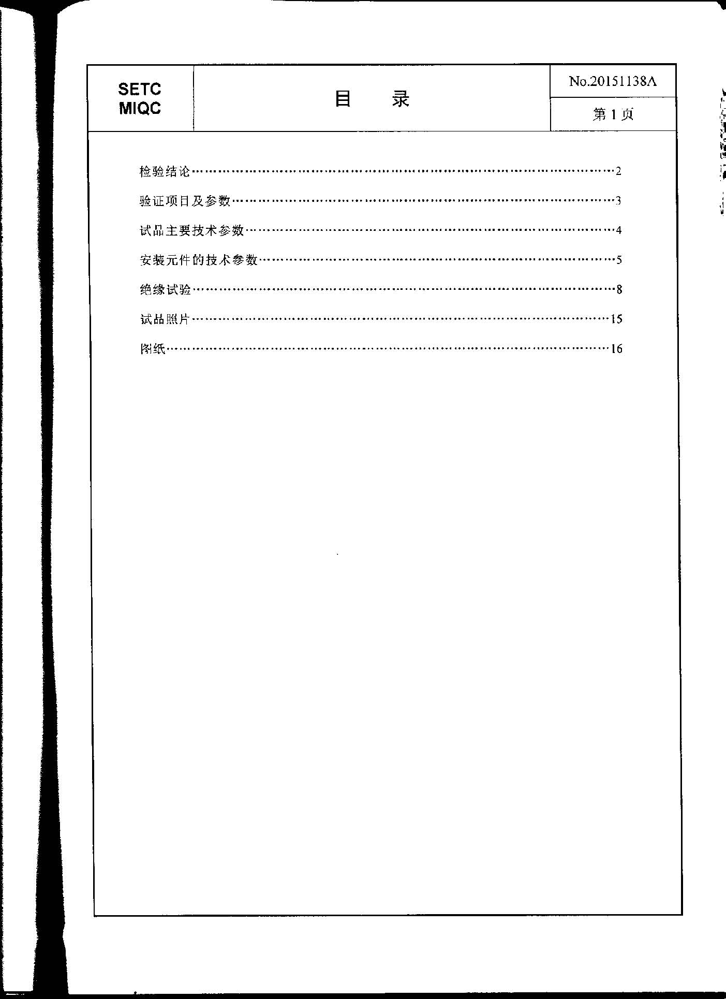 SETC
MIQC
目 录
No.20151138A
第 1 页
检验结论……………………………………………………………………2
验证项目及参数……………………………………………………………3
试品主要技术参数…………………………………………………………4
安装元件的技术参数………………………………………………………5
绝缘试验……………………………………………………………………8
试品照片……………………………………………………………………15
图纸…………………………………………………………………………16